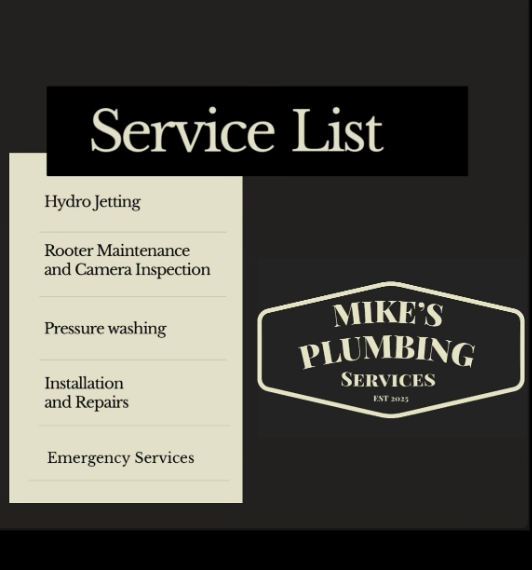 Service List
Hydro Jetting
Rooter Maintenance
and Camera Inspection
Pressure washing
Installation
and Repairs
Emergency Services
MIKE'S
PLUMBING
SERVICES
EST 2025